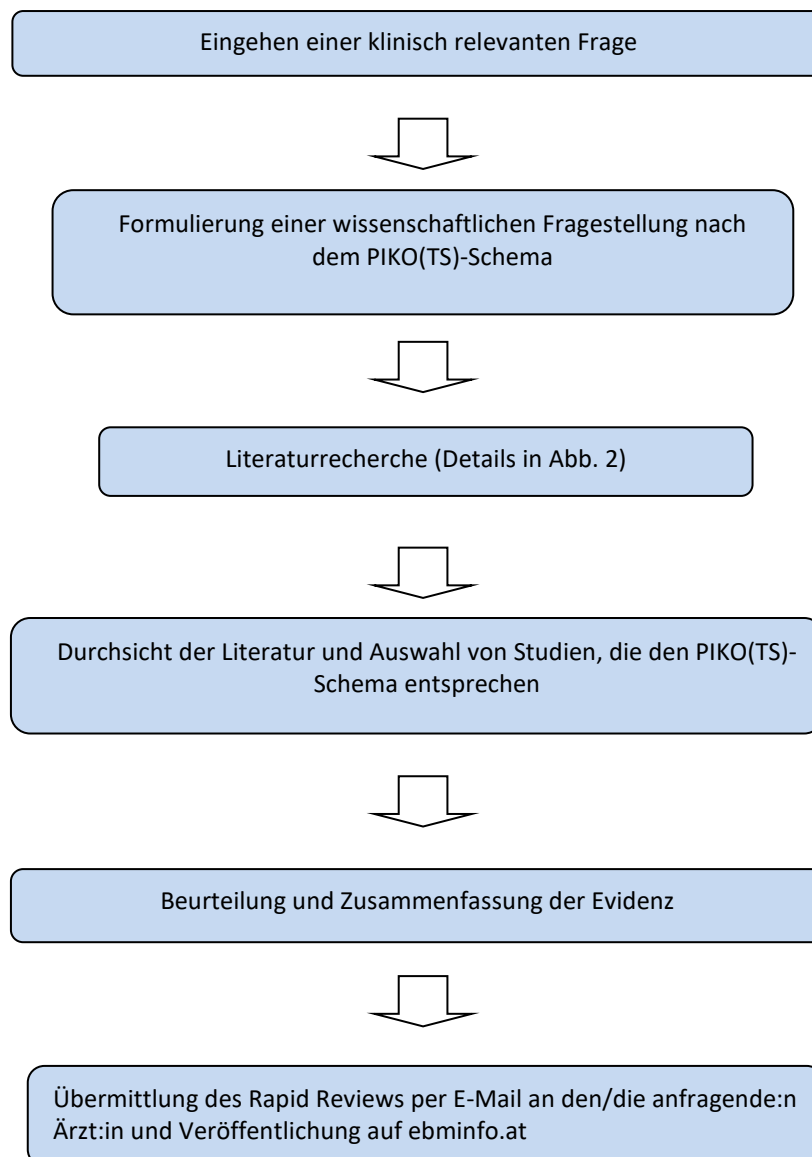 Eingehen einer klinisch relevanten Frage
Formulierung einer wissenschaftlichen Fragestellung nach
dem PIKO(TS)-Schema
Literaturrecherche (Details in Abb. 2)
Durchsicht der Literatur und Auswahl von Studien, die den PIKO(TS)-
Schema entsprechen
Beurteilung und Zusammenfassung der Evidenz
Übermittlung des Rapid Reviews per E-Mail an den/die anfragende:n
Ärzt:in und Veröffentlichung auf ebminfo.at